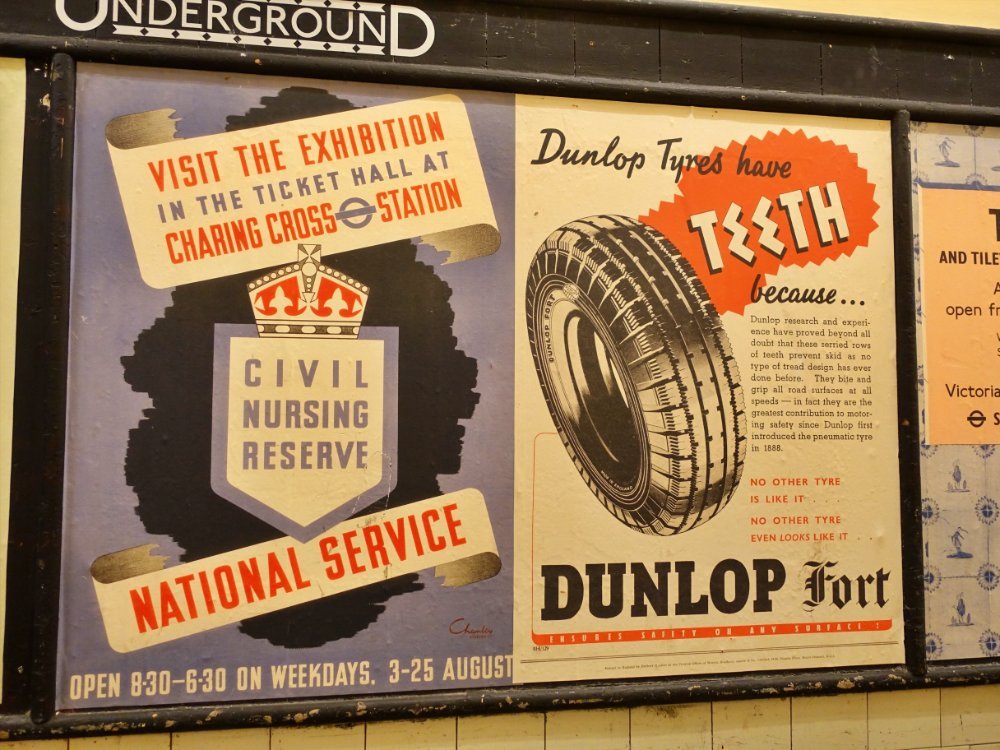 UNDERGROUND
VISIT THE EXHIBITION
IN THE TICKET HALL AT
CHARING CROSS STATION
CIVIL
NURSING
RESERVE
NATIONAL SERVICE
OPEN 8·30–6·30 ON WEEKDAYS, 3-25 AUGUST
Dunlop Tyres have
TEETH
because...
Dunlop research and experi-
ence have proved beyond all
doubt that these serried rows
of teeth prevent skid as no
type of tread design has ever
done before. They bite and
grip all road surfaces at all
speeds — in fact they are the
greatest contribution to motor-
ing safety since Dunlop first
introduced the pneumatic tyre
in 1888.
DUNLOP FORT
MADE IN ENGLAND
NO OTHER TYRE
IS LIKE IT . . . .
NO OTHER TYRE
EVEN LOOKS LIKE IT . .
DUNLOP Fort
ENSURES SAFETY ON ANY SURFACE !
T
AND TILE
A
open fr
Victoria
S